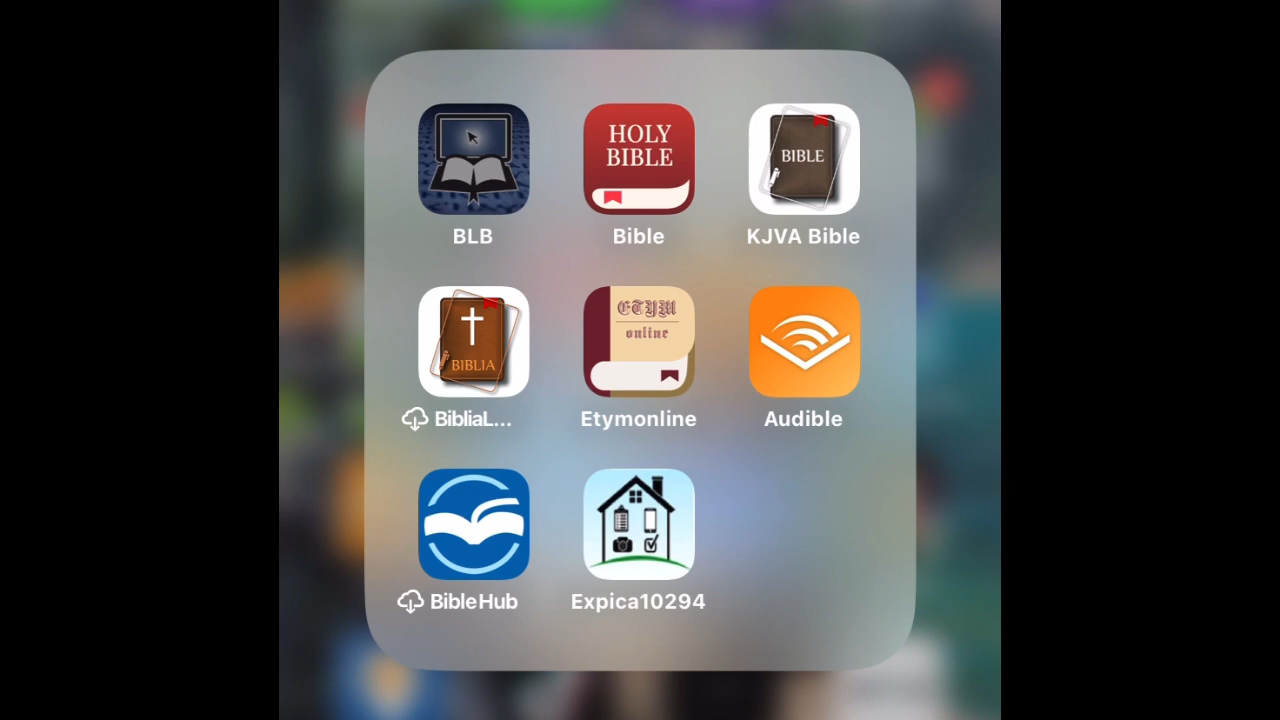 HOLY
BIBLE
BIBLE
BLB
Bible
KJVA Bible
BIBLIA
ETYM
online
BibliaL...
Etymonline
Audible
BibleHub
Expica10294